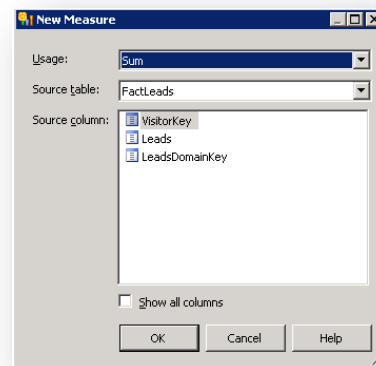 New Measure
Usage: Sum
Source table: FactLeads
Source column: VisitorKey
Leads
LeadsDomainKey
Show all columns
OK Cancel Help